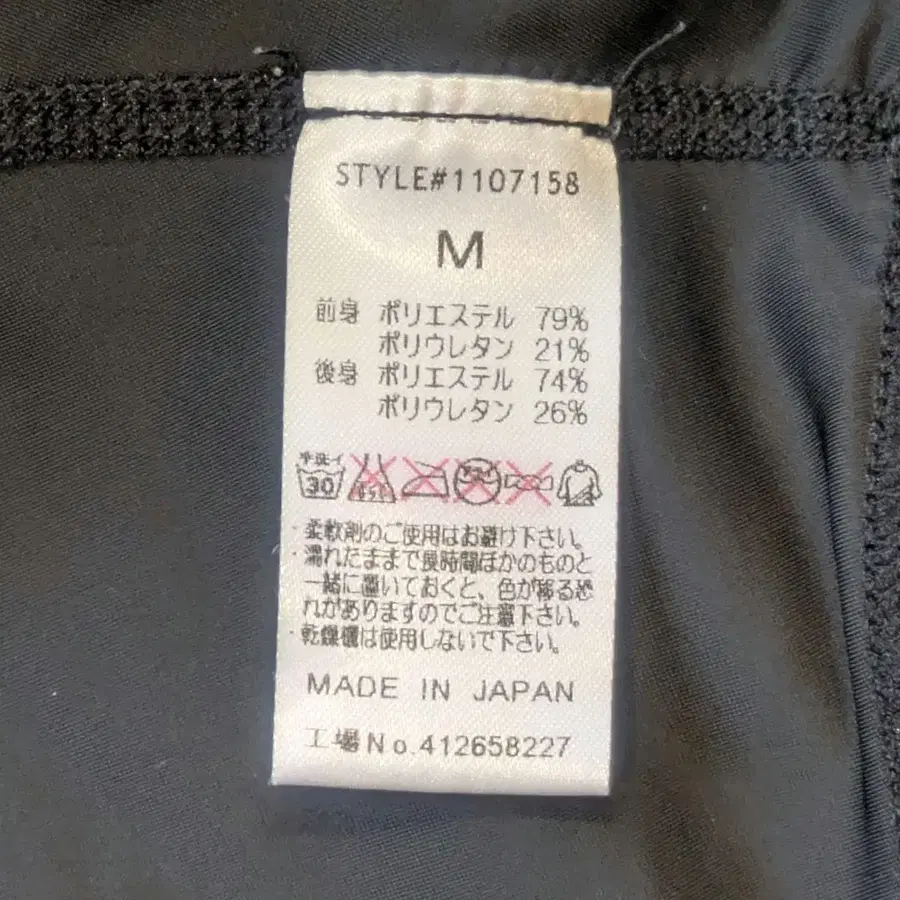 STYLE#1107158
M
前身 ポリエステル 79%
ポリウレタン 21%
後身 ポリエステル 74%
ポリウレタン 26%
手洗イ
30
・柔軟剤のご使用はお避け下さい。
・濡れたままで長時間ほかのものと
一緒に置いておくと、色が移る恐
れがありますのでご注意下さい。
・乾燥機は使用しないで下さい。
MADE IN JAPAN
工場No.412658227